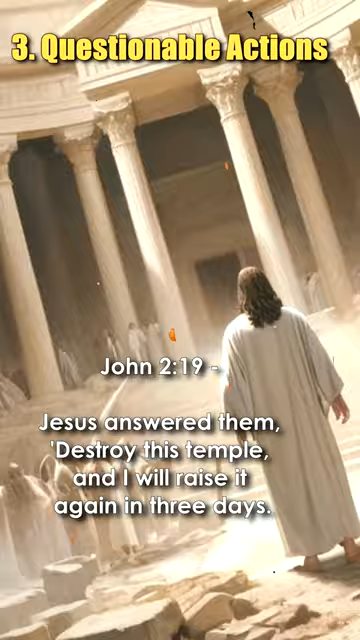 3. Questionable Actions
John 2:19 -
Jesus answered them,
'Destroy this temple,
and I will raise it
again in three days.